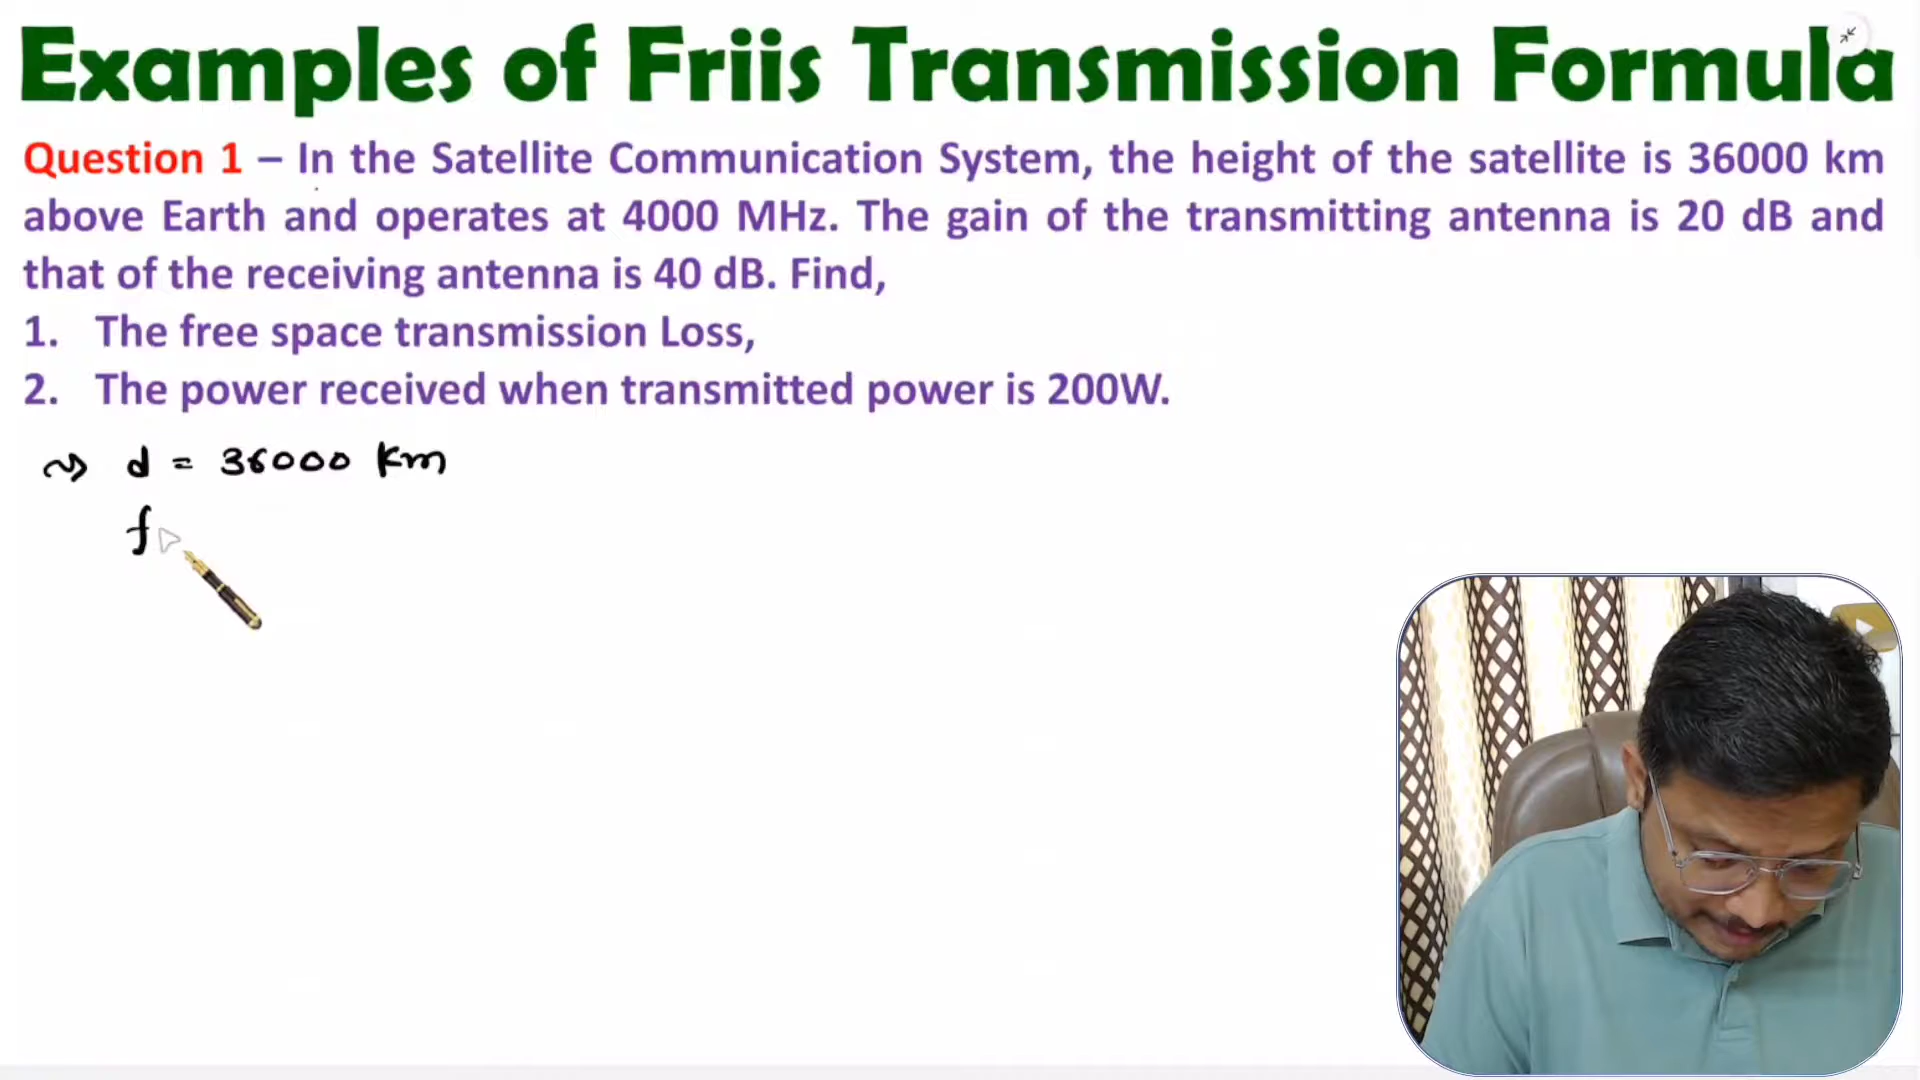 Examples of Friis Transmission Formula
Question 1 – In the Satellite Communication System, the height of the satellite is 36000 km
above Earth and operates at 4000 MHz. The gain of the transmitting antenna is 20 dB and
that of the receiving antenna is 40 dB. Find,
1. The free space transmission Loss,
2. The power received when transmitted power is 200W.
d = 36000 Km
f